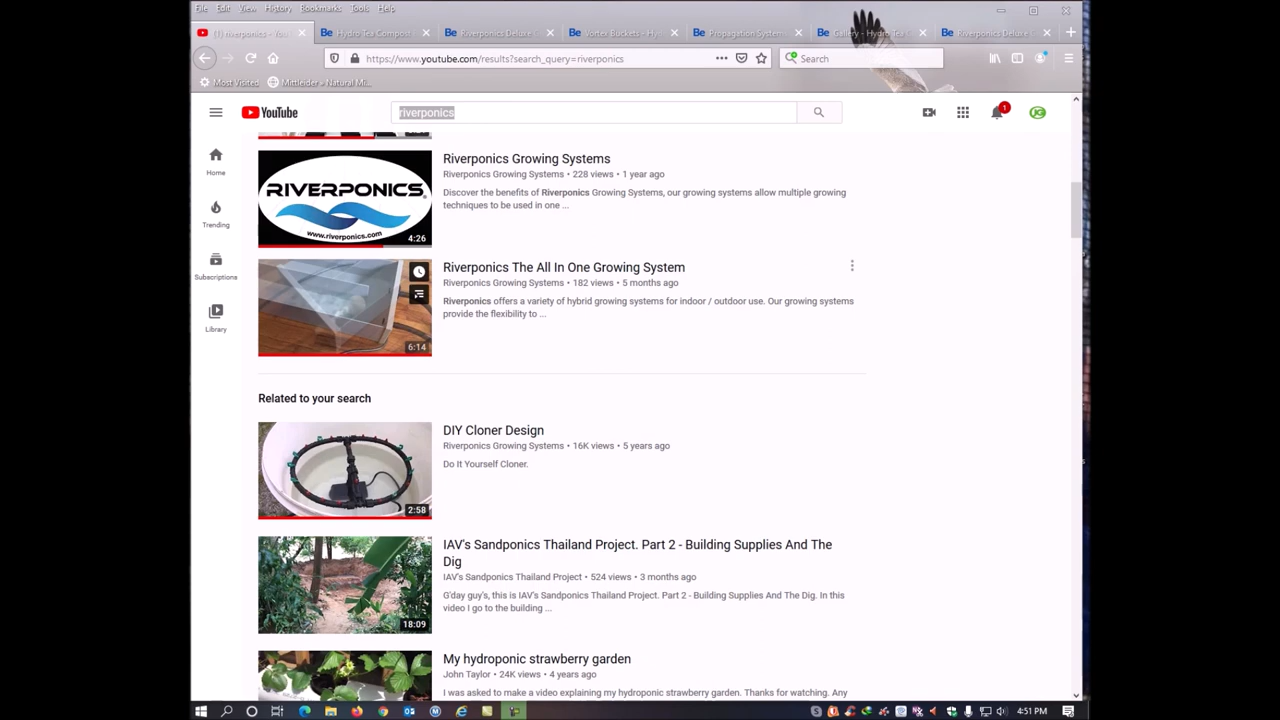 File Edit View History Bookmarks Tools Help
(1) riverponics - You
Hydro Tea Compost
Riverponics Deluxe
Vortex Buckets - Hy
Propagation System
Gallery - Hydro Tea
Riverponics Deluxe
https://www.youtube.com/results?search_query=riverponics
Search
Most Visited
Mittleider ~ Natural Mi...
YouTube
riverponics
1
Home
Trending
Subscriptions
Library
RIVERPONICS
www.riverponics.com
4:26
Riverponics Growing Systems
Riverponics Growing Systems • 228 views • 1 year ago
Discover the benefits of Riverponics Growing Systems, our growing systems allow multiple growing
techniques to be used in one ...
6:14
Riverponics The All In One Growing System
Riverponics Growing Systems • 182 views • 5 months ago
Riverponics offers a variety of hybrid growing systems for indoor / outdoor use. Our growing systems
provide the flexibility to ...
Related to your search
2:58
DIY Cloner Design
Riverponics Growing Systems • 16K views • 5 years ago
Do It Yourself Cloner.
18:09
IAV's Sandponics Thailand Project. Part 2 - Building Supplies And The
Dig
IAV's Sandponics Thailand Project • 524 views • 3 months ago
G'day guy's, this is IAV's Sandponics Thailand Project. Part 2 - Building Supplies And The Dig. In this
video I go to the building ...
My hydroponic strawberry garden
John Taylor • 24K views • 4 years ago
I was asked to make a video explaining my hydroponic strawberry garden. Thanks for watching. Any
4:51 PM